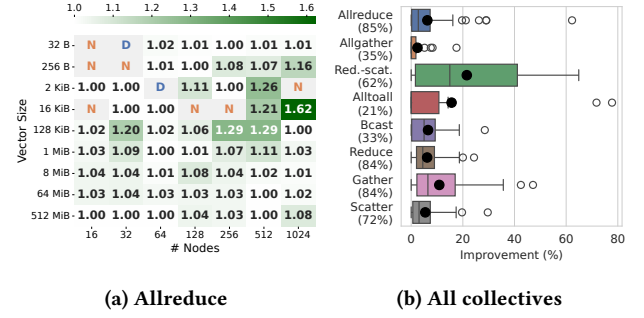 1.0 1.1 1.2 1.3 1.4 1.5 1.6
32 B N D 1.02 1.01 1.00 1.01 1.01
256 B N N 1.01 1.00 1.08 1.07 1.16
2 KiB 1.00 1.00 D 1.11 1.00 1.26 N
16 KiB N 1.00 1.00 N N 1.21 1.62
128 KiB 1.02 1.20 1.02 1.06 1.29 1.29 1.00
1 MiB 1.03 1.09 1.00 1.01 1.07 1.11 1.03
8 MiB 1.04 1.04 1.01 1.08 1.04 1.02 1.01
64 MiB 1.03 1.04 1.03 1.03 1.03 1.00 1.02
512 MiB 1.00 1.00 1.00 1.04 1.03 1.00 1.08
16 32 64 128 256 512 1024
Vector Size
# Nodes
(a) Allreduce
Allreduce
(85%)
Allgather
(35%)
Red.-scat.
(62%)
Alltoall
(21%)
Bcast
(33%)
Reduce
(84%)
Gather
(84%)
Scatter
(72%)
0 20 40 60 80
Improvement (%)
(b) All collectives